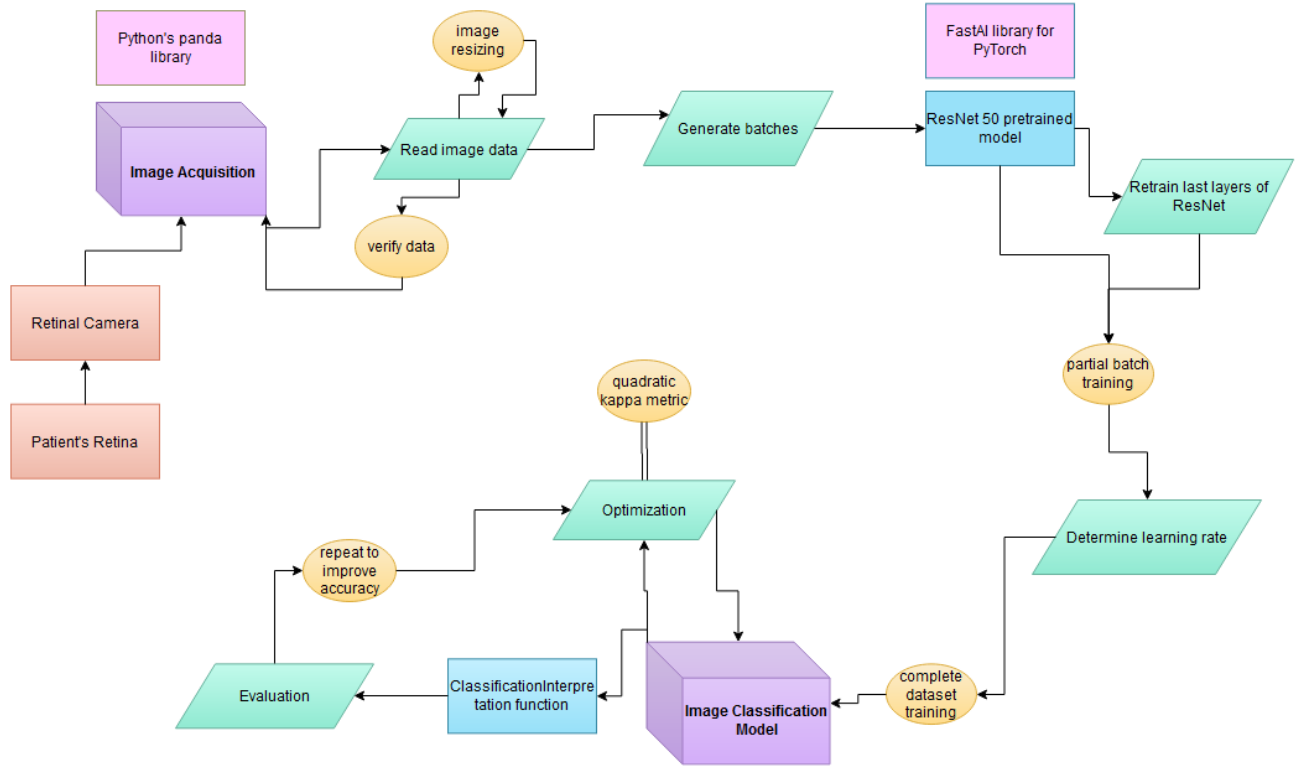 Python's panda
library
image
resizing
FastAI library for
PyTorch
Image Acquisition
Read image data
Generate batches
ResNet 50 pretrained
model
Retrain last layers of
ResNet
verify data
Retrieval Camera
Patient's Retina
quadratic
kappa metric
partial batch
training
Optimization
Determine learning rate
repeat to
improve
accuracy
Evaluation
ClassificationInterpre
tation function
Image Classification
Model
complete
dataset
training